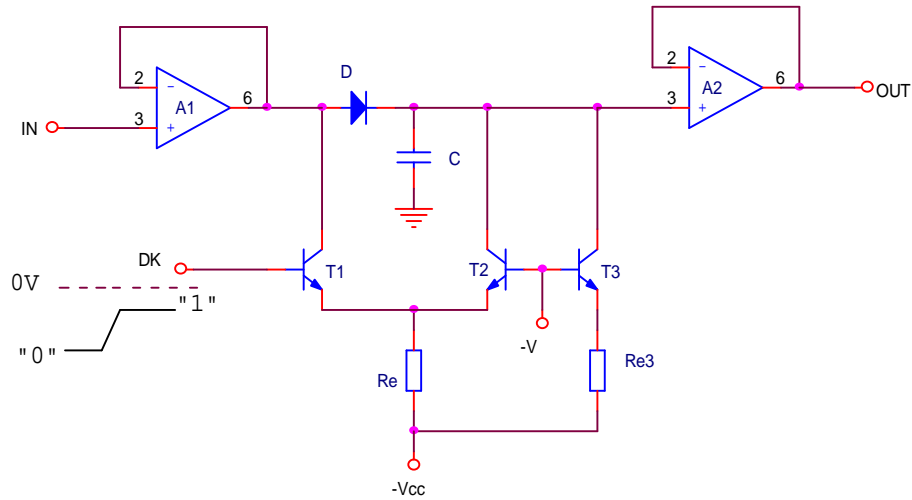 2
3
6
A1
IN
D
C
2
3
6
A2
OUT
DK
T1
T2
T3
0V
"1"
"0"
-V
Re
Re3
-Vcc